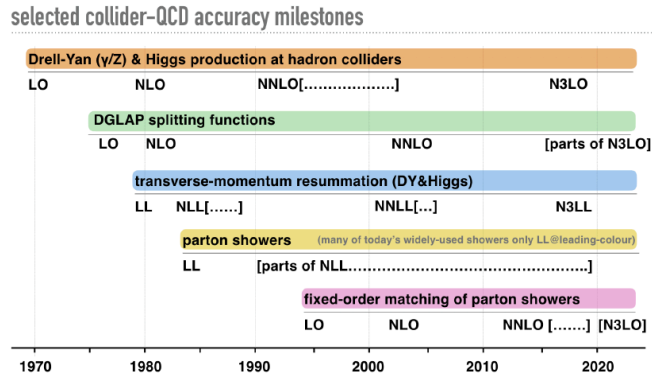 selected collider-QCD accuracy milestones
Drell-Yan (γ/Z) & Higgs production at hadron colliders
LO NLO NNLO[....................] N3LO
DGLAP splitting functions
LO NLO NNLO [parts of N3LO]
transverse-momentum resummation (DY&Higgs)
LL NLL[......] NNLL[...] N3LL
parton showers (many of today's widely-used showers only LL@leading-colour)
LL [parts of NLL....................................................]
fixed-order matching of parton showers
LO NLO NNLO [.......] [N3LO]
1970 1980 1990 2000 2010 2020